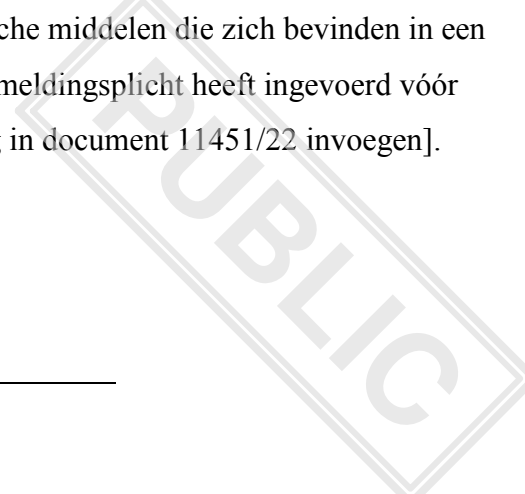 che middelen die zich bevinden in een
meldingsplicht heeft ingevoerd vóór
in document 11451/22 invoegen].
PUBLIC